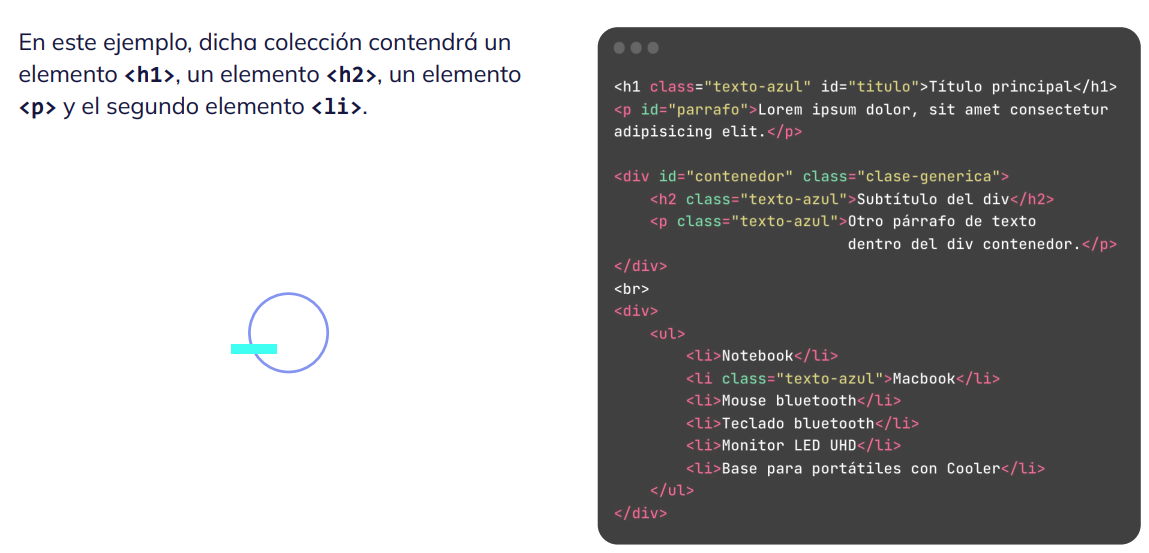 En este ejemplo, dicha colección contendrá un
elemento <h1>, un elemento <h2>, un elemento
<p> y el segundo elemento <li>.
<h1 class="texto-azul" id="titulo">Título principal</h1>
<p id="parrafo">Lorem ipsum dolor, sit amet consectetur
adipisicing elit.</p>
<div id="contenedor" class="clase-generica">
    <h2 class="texto-azul">Subtítulo del div</h2>
    <p class="texto-azul">Otro párrafo de texto
                          dentro del div contenedor.</p>
</div>
<br>
<div>
    <ul>
        <li>Notebook</li>
        <li class="texto-azul">Macbook</li>
        <li>Mouse bluetooth</li>
        <li>Teclado bluetooth</li>
        <li>Monitor LED UHD</li>
        <li>Base para portátiles con Cooler</li>
    </ul>
</div>